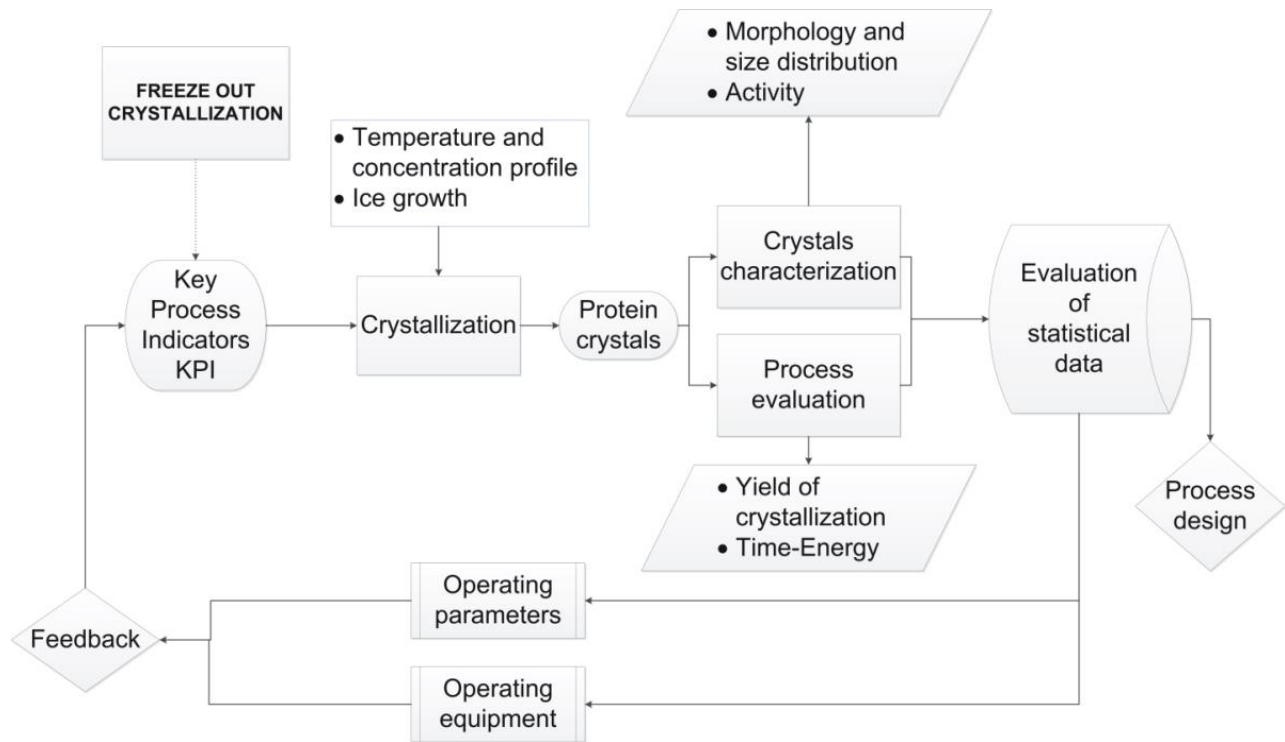 FREEZE OUT
CRYSTALLIZATION
• Temperature and
concentration profile
• Ice growth
• Morphology and
size distribution
• Activity
Key
Process
Indicators
KPI
Crystallization
Protein
crystals
Crystals
characterization
Process
evaluation
Evaluation
of
statistical
data
• Yield of
crystallization
• Time-Energy
Process
design
Operating
parameters
Feedback
Operating
equipment